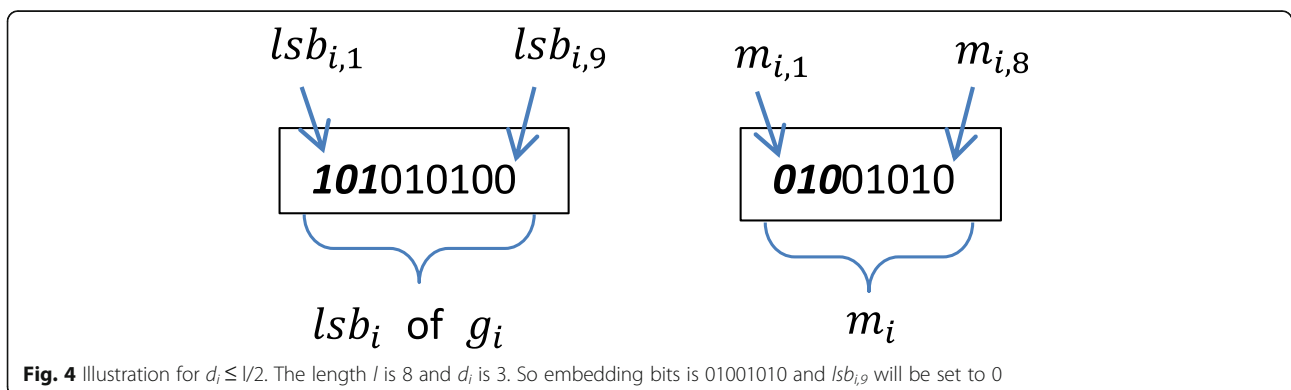 lsb_{i,1} lsb_{i,9} m_{i,1} m_{i,8}
101010100 01001010
lsb_i of g_i m_i
Fig. 4 Illustration for d_i ≤ l/2. The length l is 8 and d_i is 3. So embedding bits is 01001010 and lsb_{i,9} will be set to 0